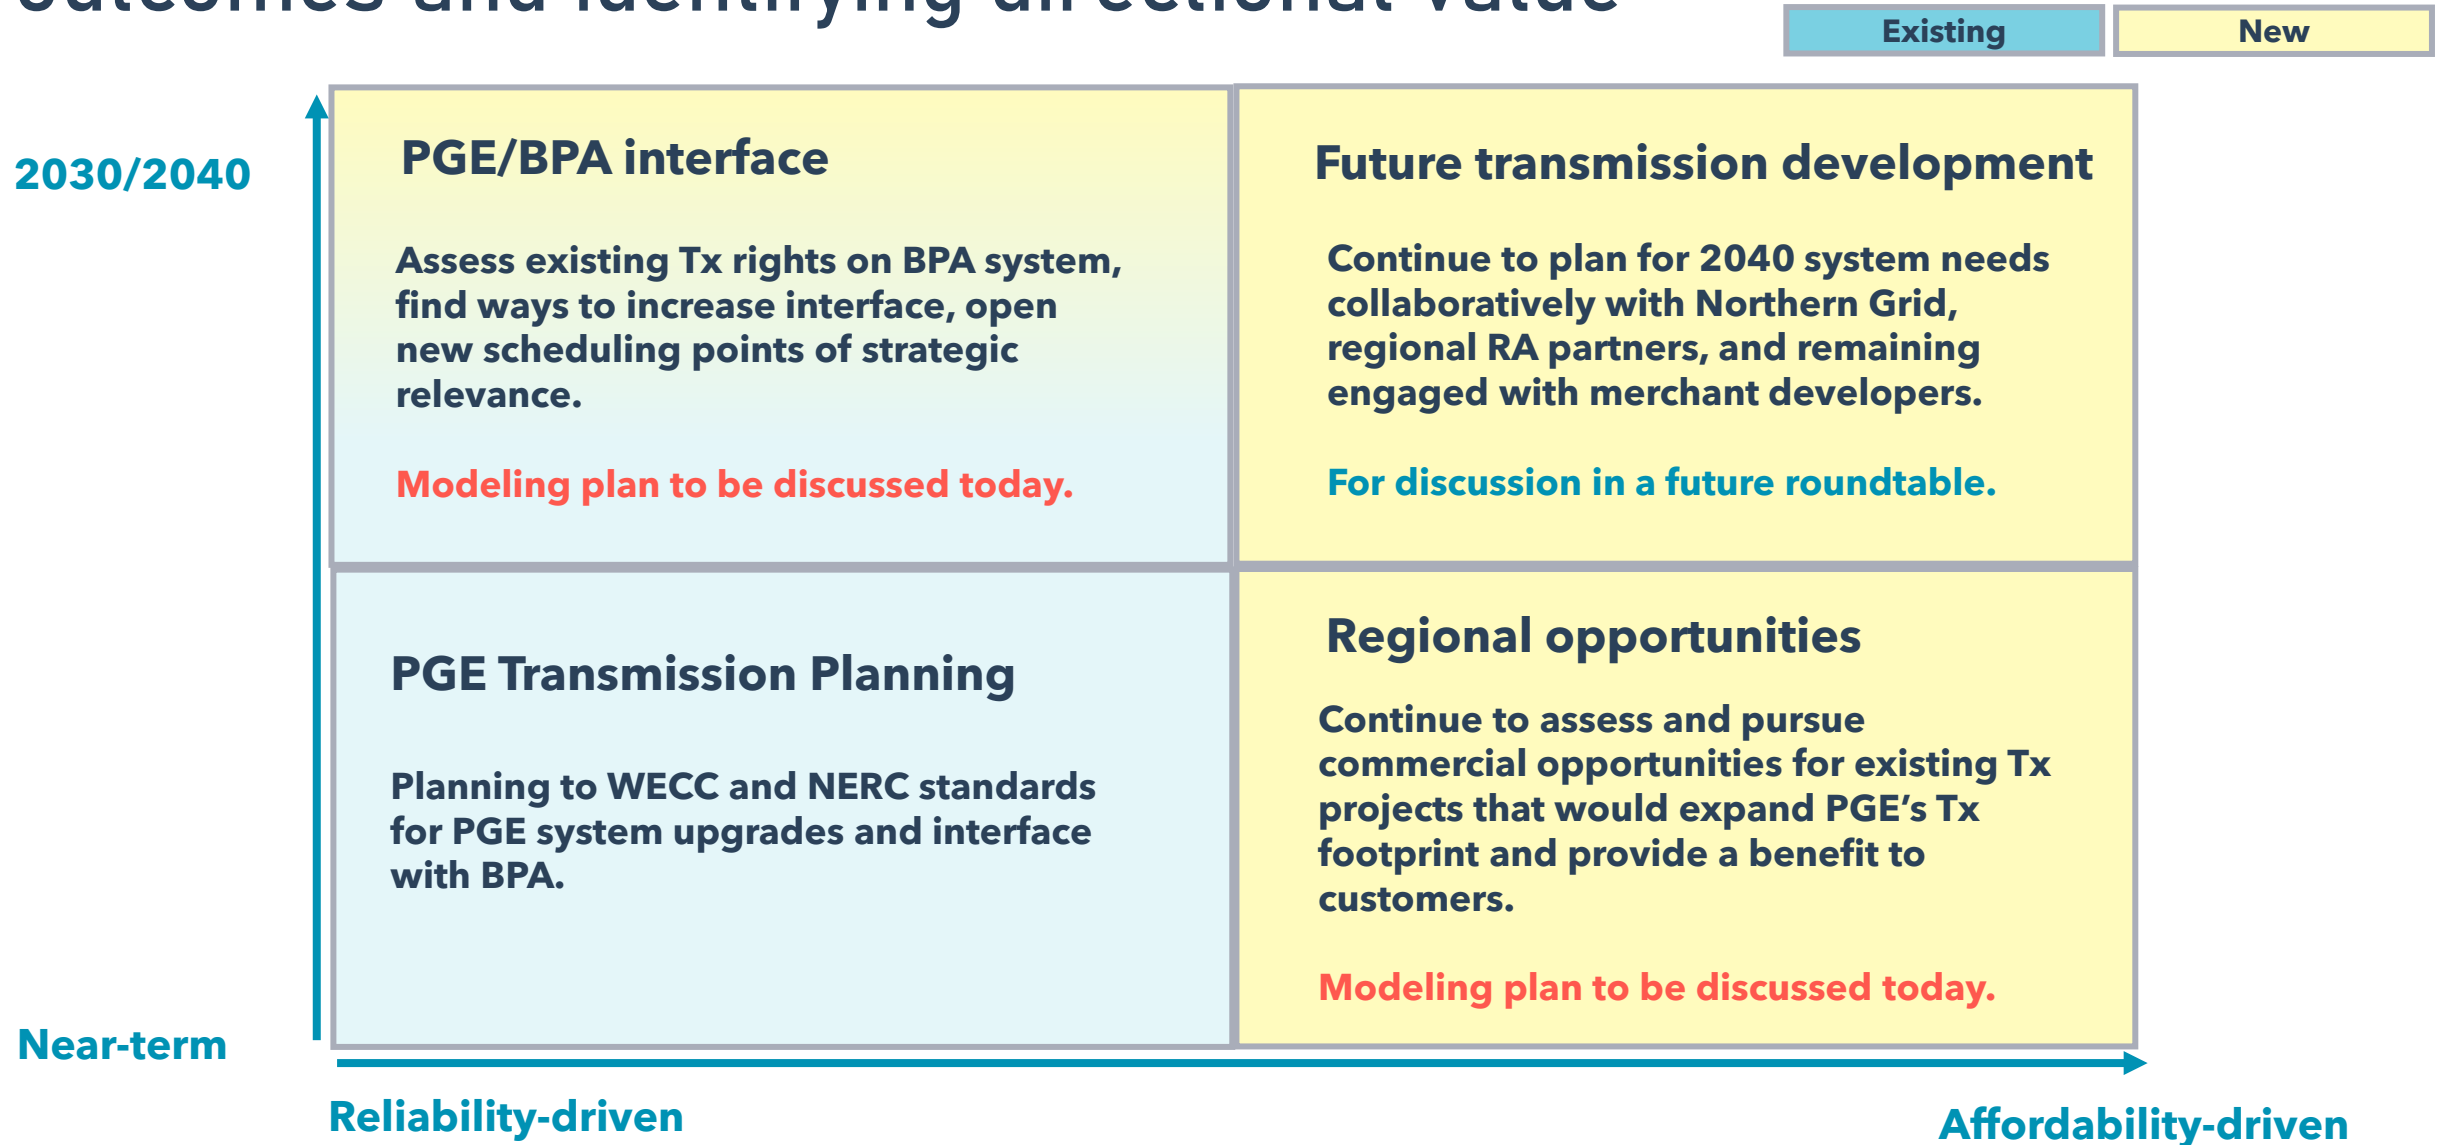 outcomes and identifying directional value
Existing
New
2030/2040
PGE/BPA interface
Assess existing Tx rights on BPA system,
find ways to increase interface, open
new scheduling points of strategic
relevance.
Modeling plan to be discussed today.
Future transmission development
Continue to plan for 2040 system needs
collaboratively with Northern Grid,
regional RA partners, and remaining
engaged with merchant developers.
For discussion in a future roundtable.
PGE Transmission Planning
Planning to WECC and NERC standards
for PGE system upgrades and interface
with BPA.
Regional opportunities
Continue to assess and pursue
commercial opportunities for existing Tx
projects that would expand PGE’s Tx
footprint and provide a benefit to
customers.
Modeling plan to be discussed today.
Near-term
Reliability-driven
Affordability-driven